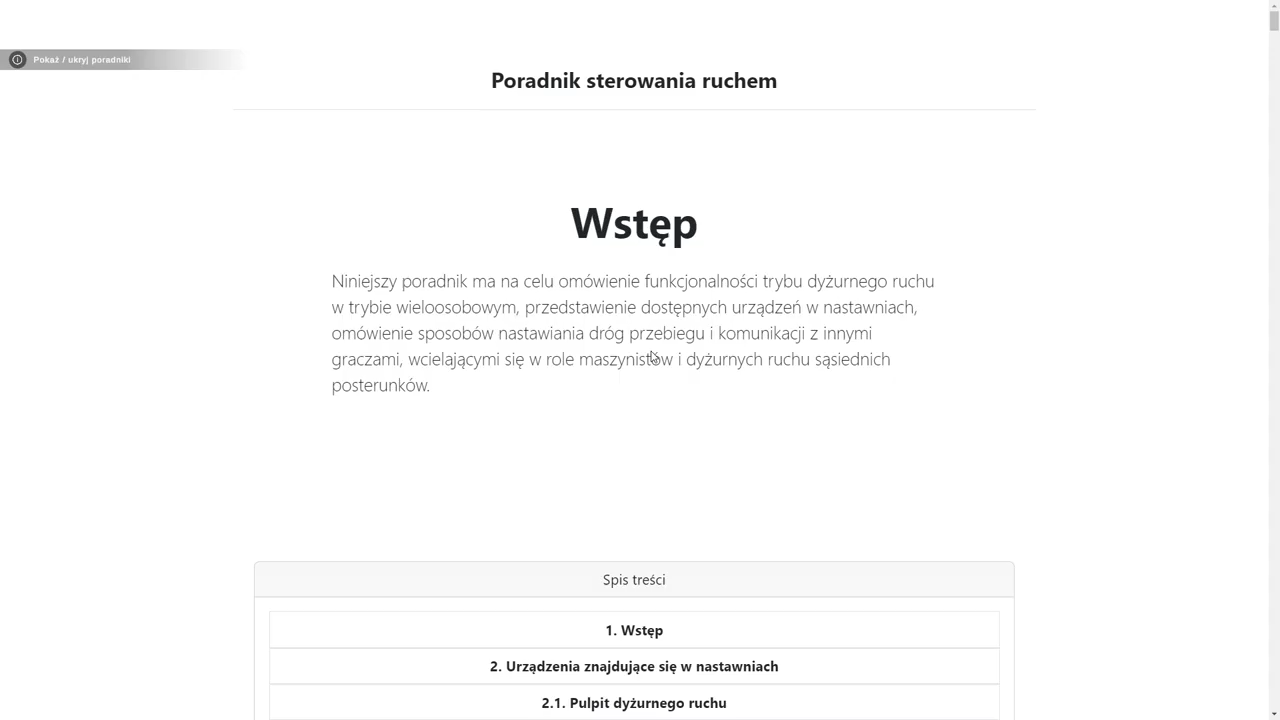 Pokaż / ukryj poradniki
Poradnik sterowania ruchem
Wstęp
Niniejszy poradnik ma na celu omówienie funkcjonalności trybu dyżurnego ruchu
w trybie wieloosobowym, przedstawienie dostępnych urządzeń w nastawniach,
omówienie sposobów nastawiania dróg przebiegu i komunikacji z innymi
graczami, wcielającymi się w role maszynistów i dyżurnych ruchu sąsiednich
posterunków.
Spis treści
1. Wstęp
2. Urządzenia znajdujące się w nastawniach
2.1. Pulpit dyżurnego ruchu